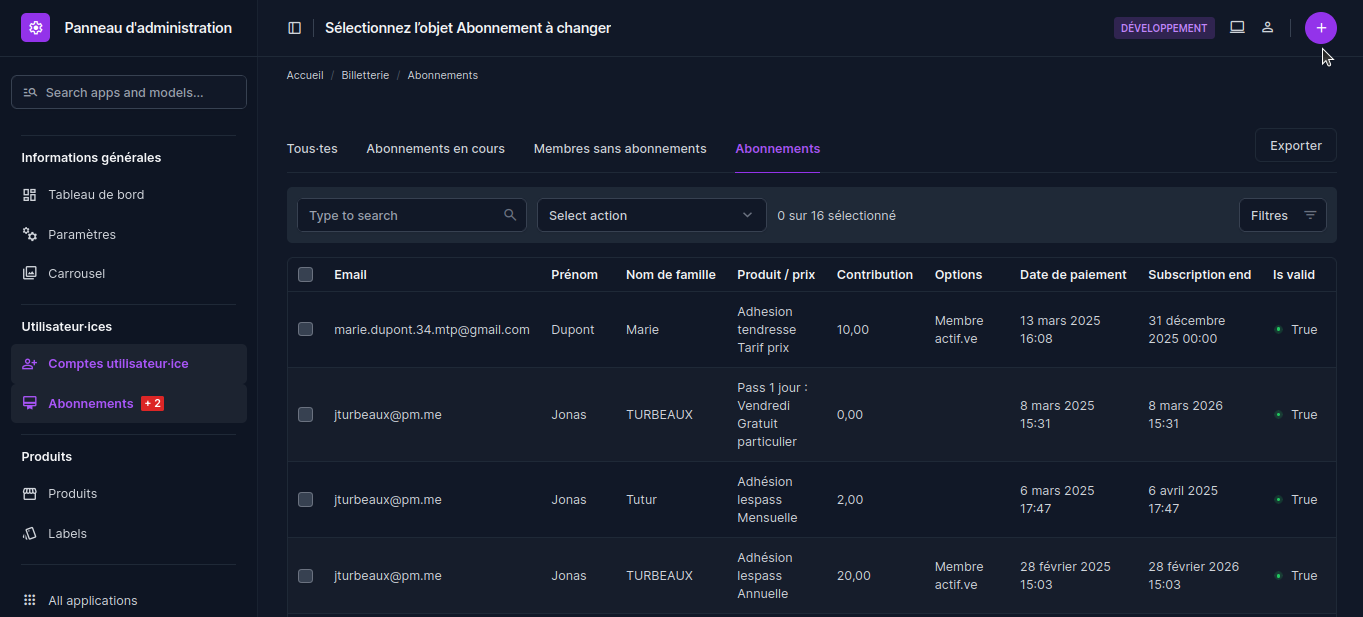 Panneau d'administration
Sélectionnez l'objet Abonnement à changer
DÉVELOPPEMENT
+
Search apps and models...
Informations générales
Tableau de bord
Paramètres
Carrousel
Utilisateur·ices
Comptes utilisateur·ice
Abonnements + 2
Produits
Produits
Labels
All applications
Accueil / Billetterie / Abonnements
Tous·tes Abonnements en cours Membres sans abonnements Abonnements
Exporter
Type to search
Select action
0 sur 16 sélectionné
Filtres
Email Prénom Nom de famille Produit / prix Contribution Options Date de paiement Subscription end Is valid
marie.dupont.34.mtp@gmail.com
Dupont
Marie
Adhesion
tendresse
Tarif prix
10,00
Membre
actif.ve
13 mars 2025
16:08
31 décembre
2025 00:00
True
jturbeaux@pm.me
Jonas
TURBEAUX
Pass 1 jour :
Vendredi
Gratuit
particulier
0,00
8 mars 2025
15:31
8 mars 2026
15:31
True
jturbeaux@pm.me
Jonas
Tutur
Adhésion
lespass
Mensuelle
2,00
6 mars 2025
17:47
6 avril 2025
17:47
True
jturbeaux@pm.me
Jonas
TURBEAUX
Adhésion
lespass
Annuelle
20,00
Membre
actif.ve
28 février 2025
15:03
28 février 2026
15:03
True